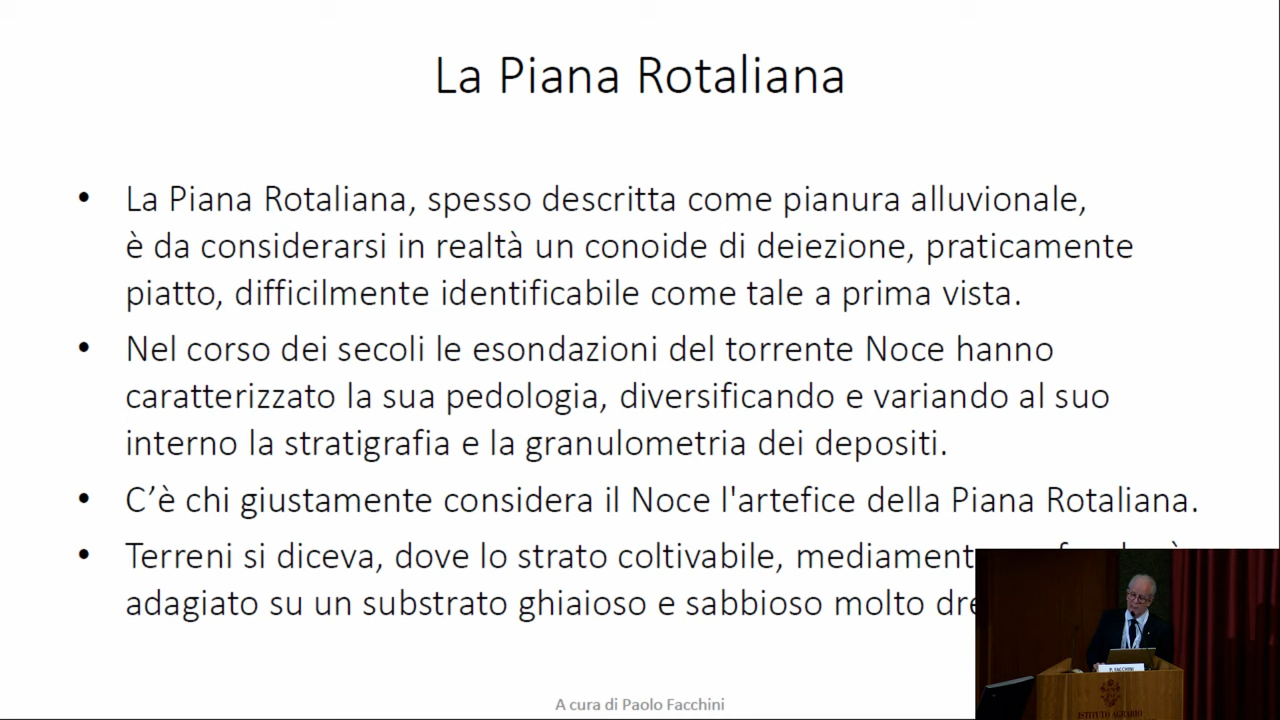 La Piana Rotaliana
• La Piana Rotaliana, spesso descritta come pianura alluvionale,
è da considerarsi in realtà un conoide di deiezione, praticamente
piatto, difficilmente identificabile come tale a prima vista.
• Nel corso dei secoli le esondazioni del torrente Noce hanno
caratterizzato la sua pedologia, diversificando e variando al suo
interno la stratigrafia e la granulometria dei depositi.
• C’è chi giustamente considera il Noce l'artefice della Piana Rotaliana.
• Terreni si diceva, dove lo strato coltivabile,
adagiato su un substrato ghiaioso e sabbioso molto
P. FACCHINI
ISTITUTO AGRARIO
A cura di Paolo Facchini